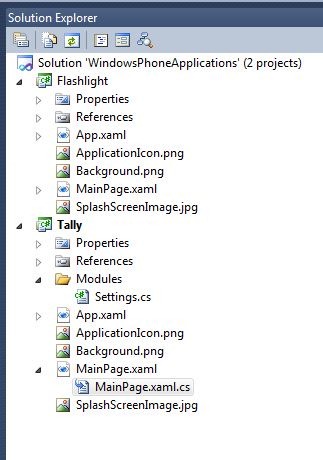 Solution Explorer
Solution 'WindowsPhoneApplications' (2 projects)
Flashlight
Properties
References
App.xaml
ApplicationIcon.png
Background.png
MainPage.xaml
SplashScreenImage.jpg
Tally
Properties
References
Modules
Settings.cs
App.xaml
ApplicationIcon.png
Background.png
MainPage.xaml
MainPage.xaml.cs
SplashScreenImage.jpg